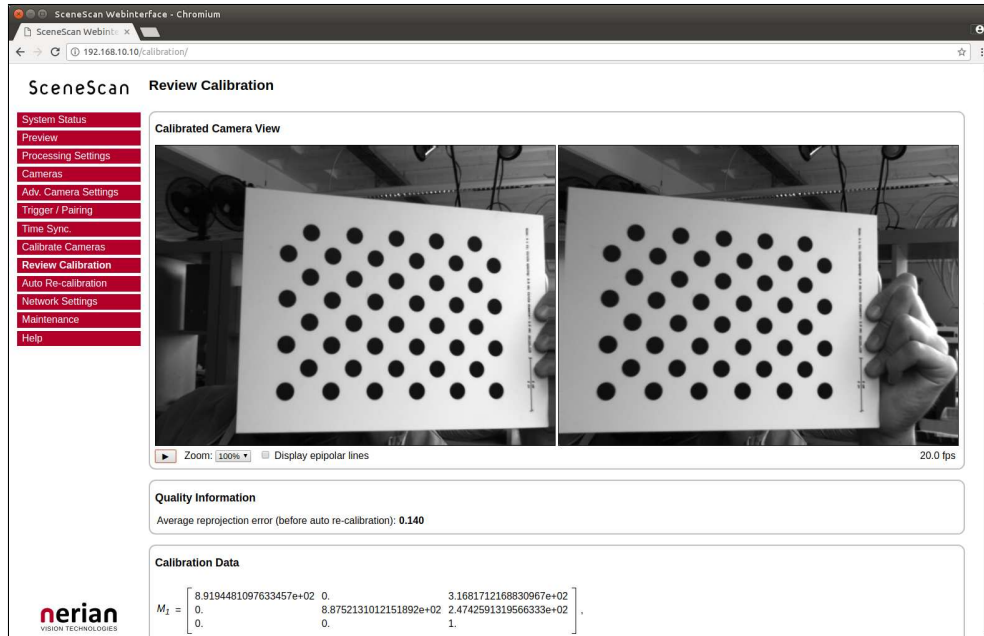 SceneScan Webinterface - Chromium
SceneScan Webinte
192.168.10.10/calibration/
SceneScan
Review Calibration
System Status
Preview
Processing Settings
Cameras
Adv. Camera Settings
Trigger / Pairing
Time Sync.
Calibrate Cameras
Review Calibration
Auto Re-calibration
Network Settings
Maintenance
Help
Calibrated Camera View
Zoom: 100% Display epipolar lines 20.0 fps
Quality Information
Average reprojection error (before auto re-calibration): 0.140
Calibration Data
M1 =
8.9194481097633457e+02 0. 3.1681712168830967e+02
0. 8.8752131012151892e+02 2.4742591319566333e+02
0. 0. 1.
,
nerian
VISION TECHNOLOGIES